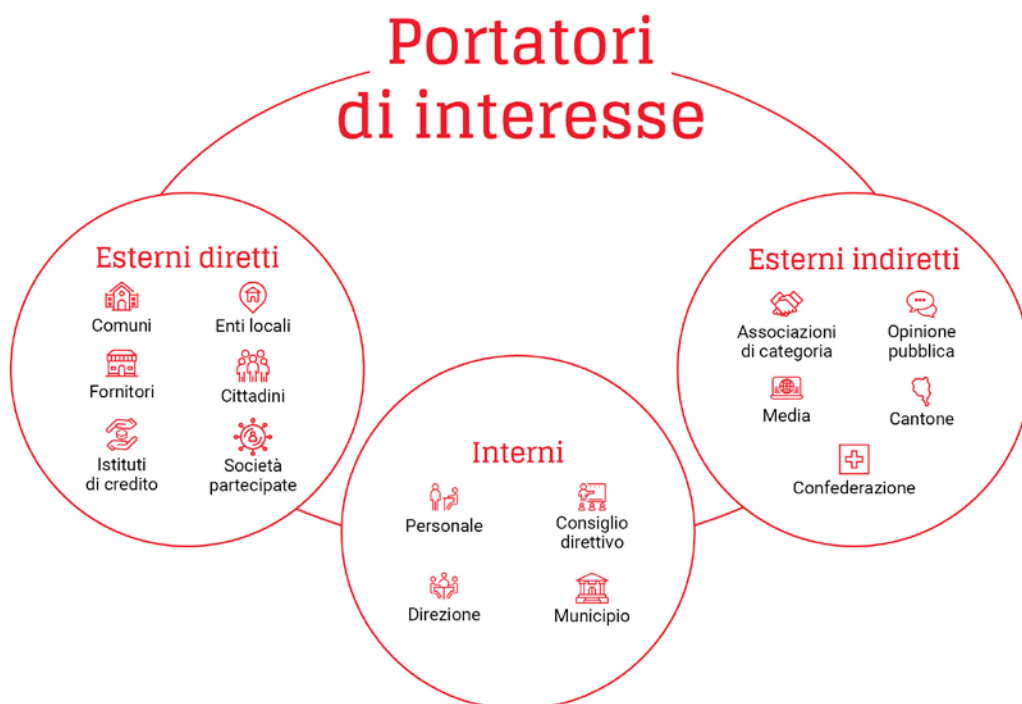 Portatori
di interesse
Esterni diretti
Comuni
Enti locali
Fornitori
Cittadini
Istituti
di credito
Società
partecipate
Interni
Personale
Consiglio
direttivo
Direzione
Municipio
Esterni indiretti
Associazioni
di categoria
Opinione
pubblica
Media
Cantone
Confederazione